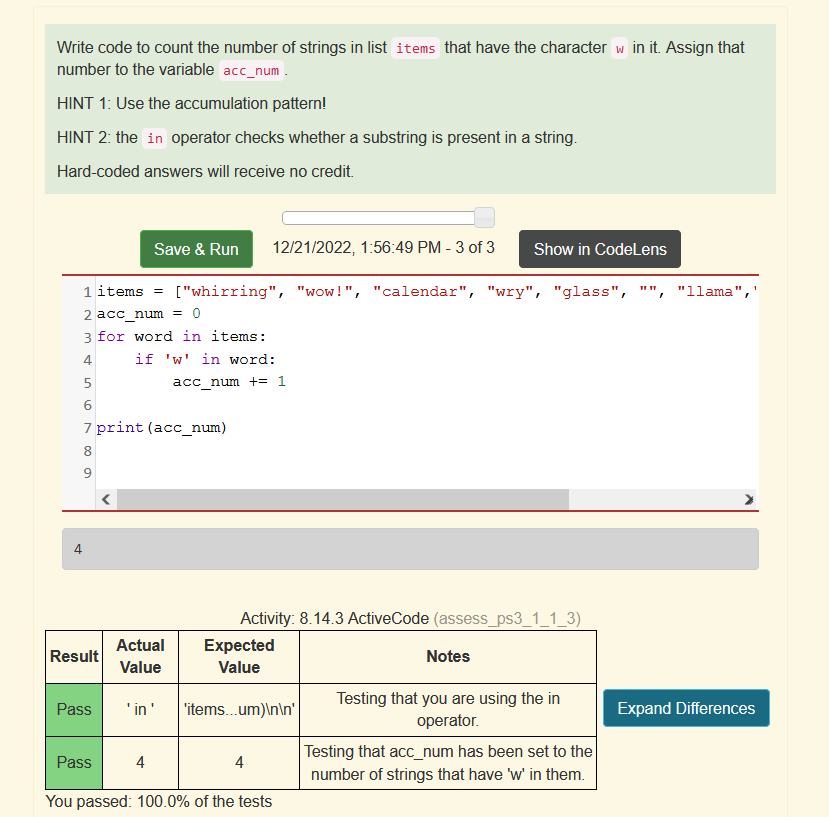 Write code to count the number of strings in list items that have the character w in it. Assign that
number to the variable acc_num.
HINT 1: Use the accumulation pattern!
HINT 2: the in operator checks whether a substring is present in a string.
Hard-coded answers will receive no credit.
Save & Run 12/21/2022, 1:56:49 PM - 3 of 3 Show in CodeLens
1 items = ["whirring", "wow!", "calendar", "wry", "glass", "", "llama",
2 acc_num = 0
3 for word in items:
4     if 'w' in word:
5         acc_num += 1
6
7 print(acc_num)
8
9
4
Activity: 8.14.3 ActiveCode (assess_ps3_1_1_3)
Result Actual Value Expected Value Notes
Pass ' in ' 'items...um)\n\n' Testing that you are using the in
operator.
Expand Differences
Pass 4 4 Testing that acc_num has been set to the
number of strings that have 'w' in them.
You passed: 100.0% of the tests